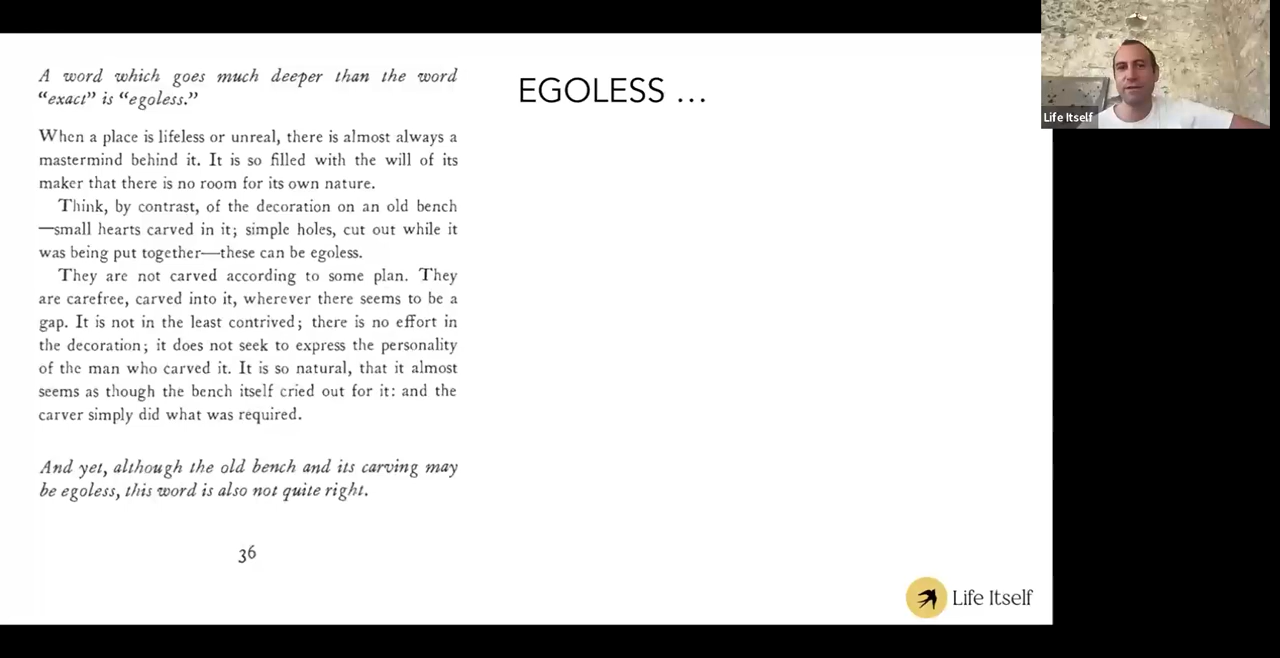 A word which goes much deeper than the word
“exact” is “egoless.”
When a place is lifeless or unreal, there is almost always a
mastermind behind it. It is so filled with the will of its
maker that there is no room for its own nature.
Think, by contrast, of the decoration on an old bench
—small hearts carved in it; simple holes, cut out while it
was being put together—these can be egoless.
They are not carved according to some plan. They
are carefree, carved into it, wherever there seems to be a
gap. It is not in the least contrived; there is no effort in
the decoration; it does not seek to express the personality
of the man who carved it. It is so natural, that it almost
seems as though the bench itself cried out for it: and the
carver simply did what was required.
And yet, although the old bench and its carving may
be egoless, this word is also not quite right.
36
EGOLESS …
Life Itself
Life Itself